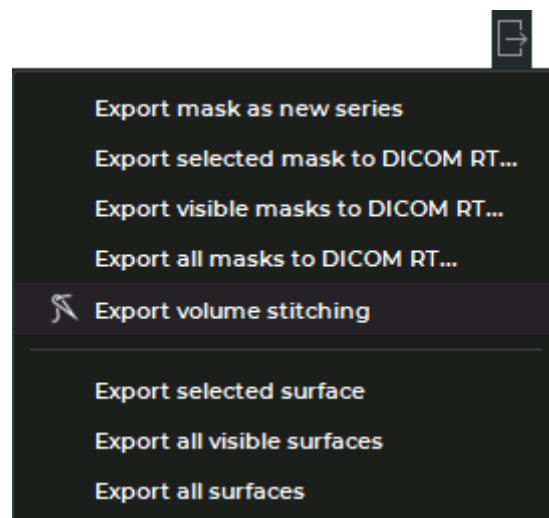 Export mask as new series
Export selected mask to DICOM RT...
Export visible masks to DICOM RT...
Export all masks to DICOM RT...
Export volume stitching
Export selected surface
Export all visible surfaces
Export all surfaces